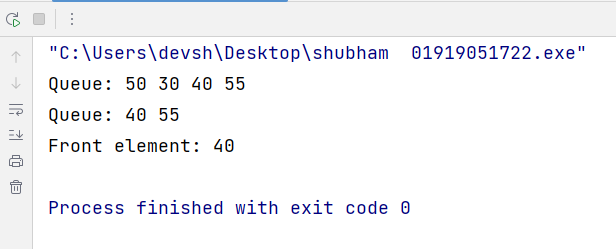 "C:\Users\devsh\Desktop\shubham  01919051722.exe"
Queue: 50 30 40 55
Queue: 40 55
Front element: 40
Process finished with exit code 0